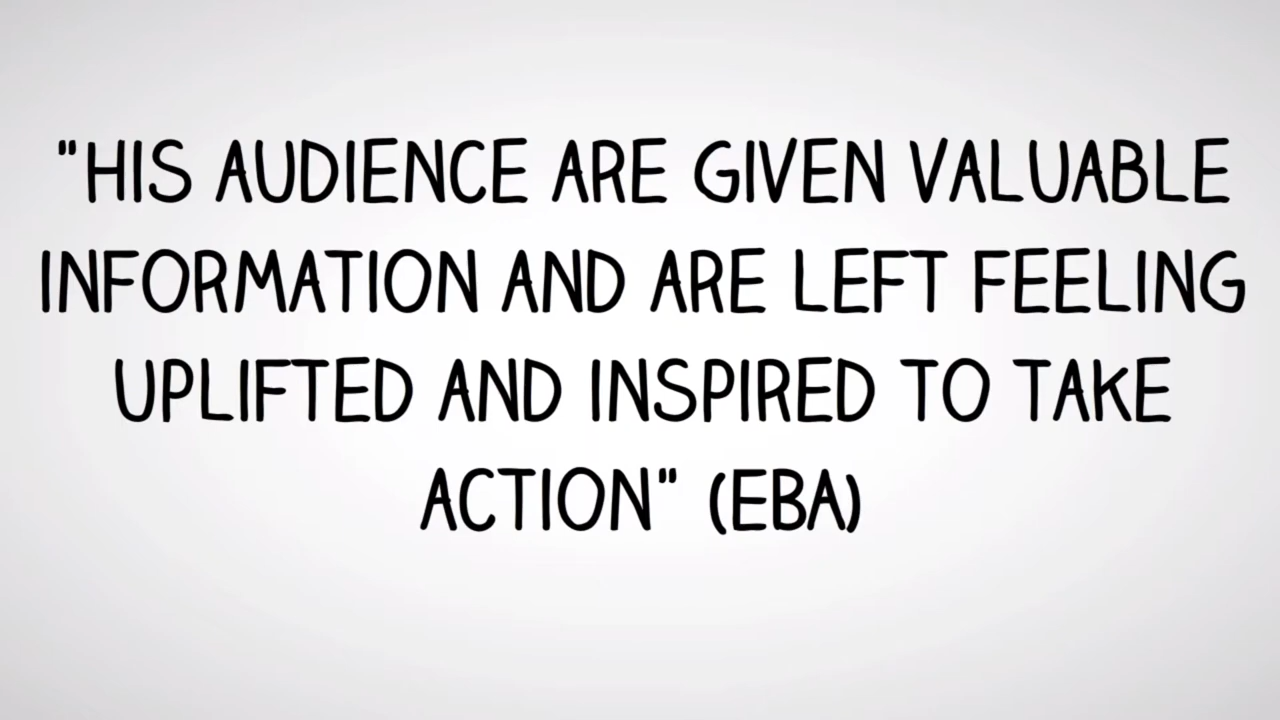 "HIS AUDIENCE ARE GIVEN VALUABLE
INFORMATION AND ARE LEFT FEELING
UPLIFTED AND INSPIRED TO TAKE
ACTION" (EBA)